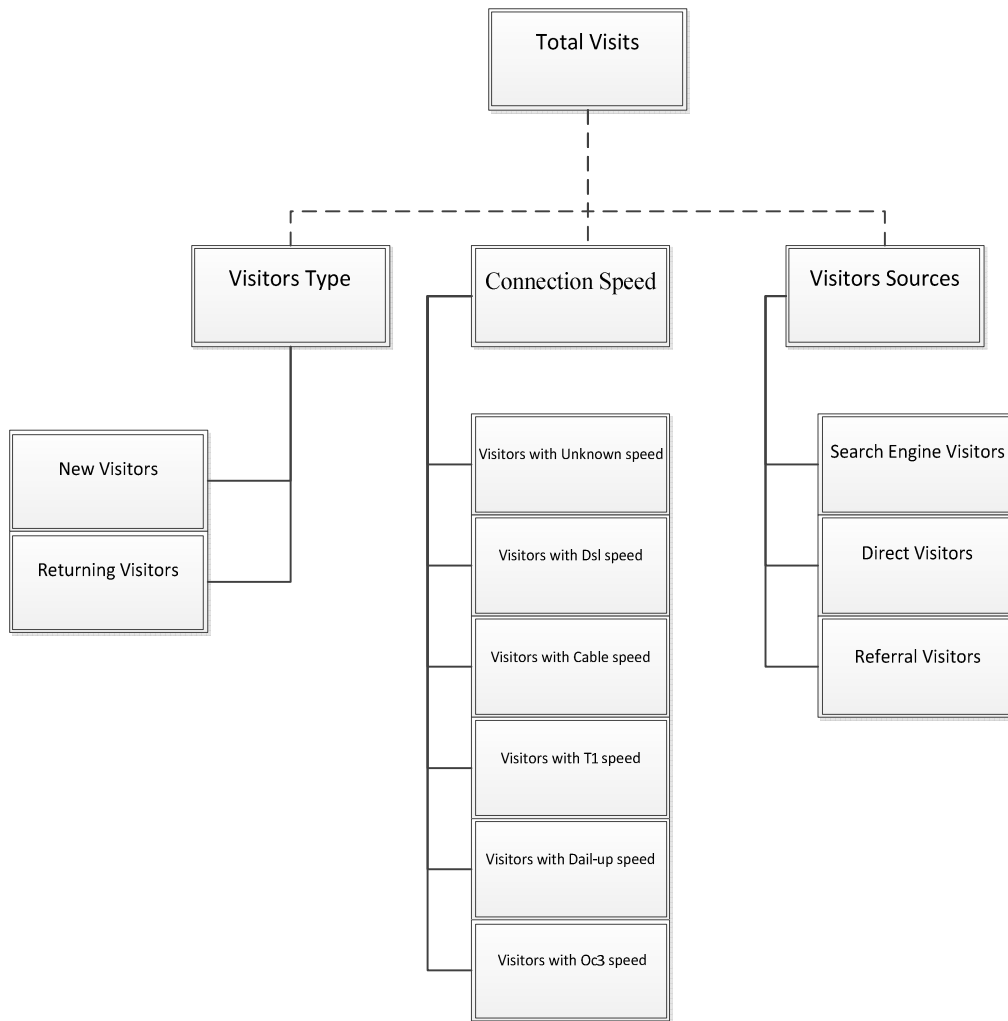 Total Visits
Visitors Type
Connection Speed
Visitors Sources
New Visitors
Returning Visitors
Visitors with Unknown speed
Visitors with Dsl speed
Visitors with Cable speed
Visitors with T1 speed
Visitors with Dail-up speed
Visitors with Oc3 speed
Search Engine Visitors
Direct Visitors
Referral Visitors